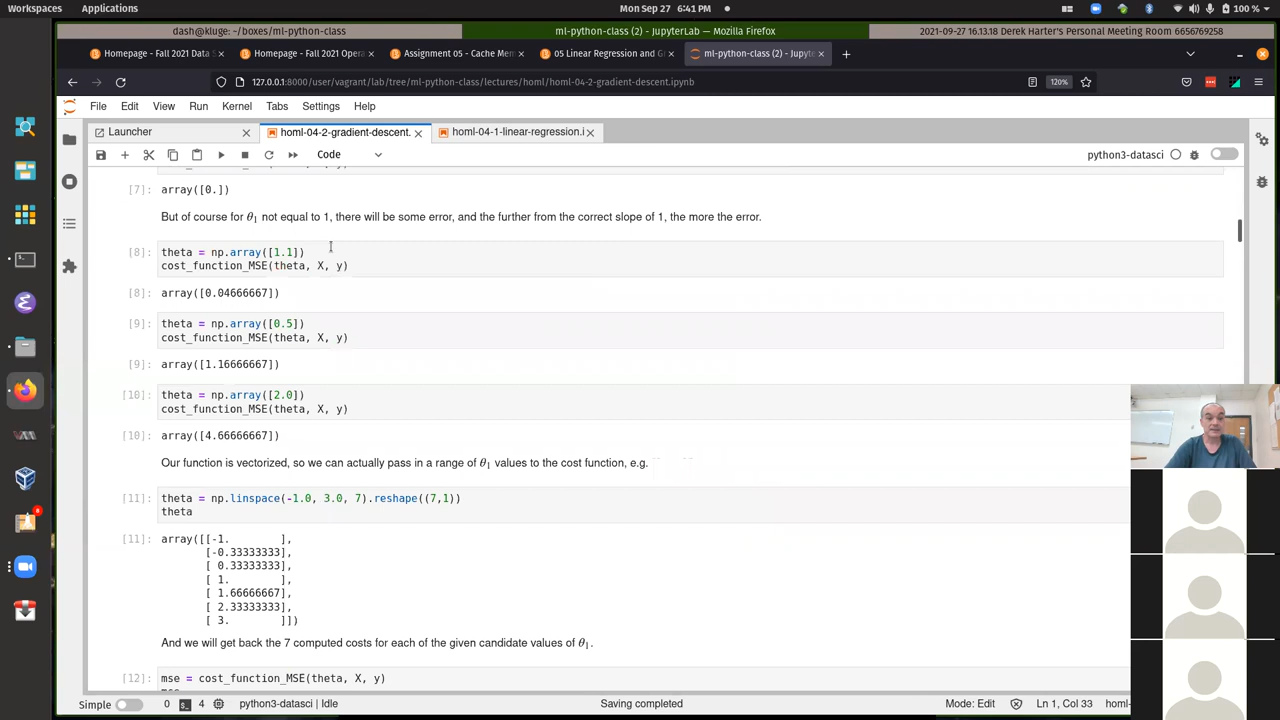 Activities
Applications
Mon Sep 27 6:41 PM
100 %
dash@kluge: ~/boxes/ml-python-class
ml-python-class (2) - JupyterLab — Mozilla Firefox
2021-09-27 16.13.18 Derek Harter's Personal Meeting Room 6656769258
Homepage - Fall 2021 Data S
Homepage - Fall 2021 Opera
Assignment 05 - Cache Mem
05 Linear Regression and G
ml-python-class (2) - Jupyte
127.0.0.1:8000/user/vagrant/lab/tree/ml-python-class/lectures/homl/homl-04-2-gradient-descent.ipynb
120%
File Edit View Run Kernel Tabs Settings Help
Launcher
homl-04-2-gradient-descent.
homl-04-1-linear-regression.i
Code
python3-datasci
[7]: array([0.])
But of course for θ1 not equal to 1, there will be some error, and the further from the correct slope of 1, the more the error.
[8]: theta = np.array([1.1])
cost_function_MSE(theta, X, y)
[8]: array([0.04666667])
[9]: theta = np.array([0.5])
cost_function_MSE(theta, X, y)
[9]: array([1.16666667])
[10]: theta = np.array([2.0])
cost_function_MSE(theta, X, y)
[10]: array([4.66666667])
Our function is vectorized, so we can actually pass in a range of θ1 values to the cost function, e.g.
[11]: theta = np.linspace(-1.0, 3.0, 7).reshape((7,1))
theta
[11]: array([[-1. ],
[-0.33333333],
[ 0.33333333],
[ 1. ],
[ 1.66666667],
[ 2.33333333],
[ 3. ]])
And we will get back the 7 computed costs for each of the given candidate values of θ1.
[12]: mse = cost_function_MSE(theta, X, y)
Simple 0 4 python3-datasci | Idle
Saving completed
Mode: Edit
Ln 1, Col 33
homl-